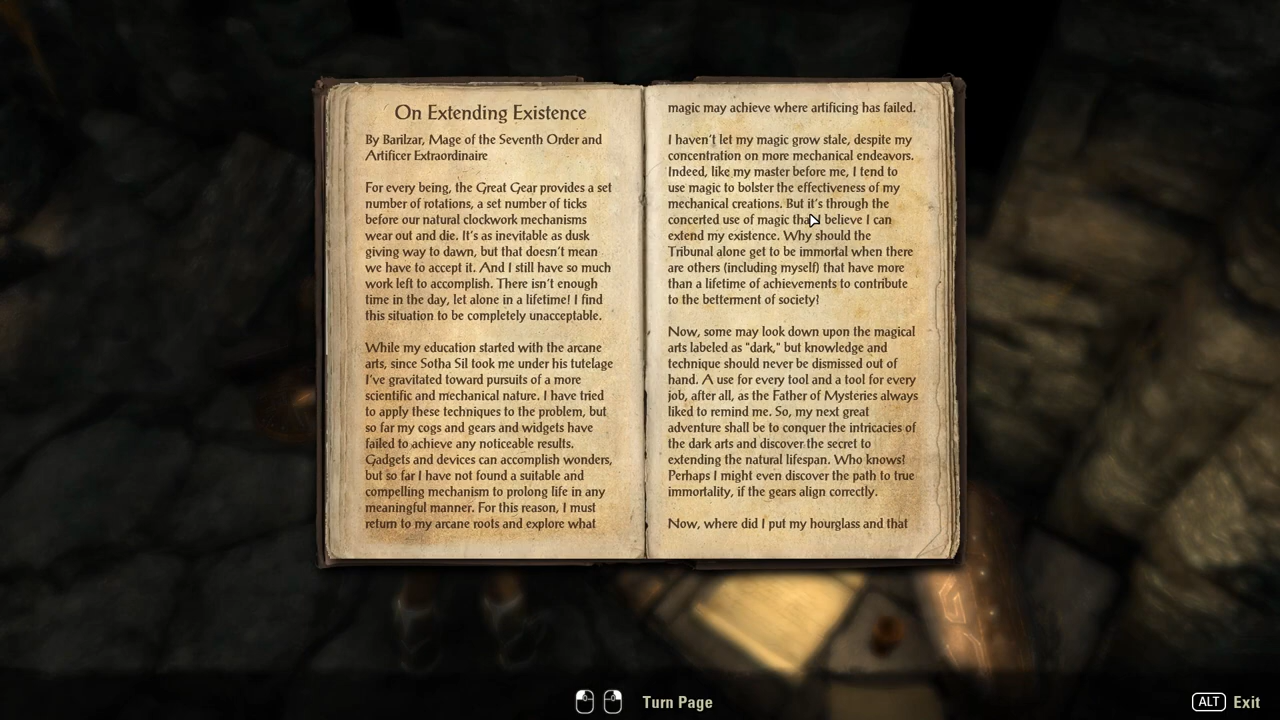 On Extending Existence
By Barilzar, Mage of the Seventh Order and
Artificer Extraordinaire
For every being, the Great Gear provides a set
number of rotations, a set number of ticks
before our natural clockwork mechanisms
wear out and die. It's as inevitable as dusk
giving way to dawn, but that doesn't mean
we have to accept it. And I still have so much
work left to accomplish. There isn't enough
time in the day, let alone in a lifetime! I find
this situation to be completely unacceptable.
While my education started with the arcane
arts, since Sotha Sil took me under his tutelage
I've gravitated toward pursuits of a more
scientific and mechanical nature. I have tried
to apply these techniques to the problem, but
so far my cogs and gears and widgets have
failed to achieve any noticeable results.
Gadgets and devices can accomplish wonders,
but so far I have not found a suitable and
compelling mechanism to prolong life in any
meaningful manner. For this reason, I must
return to my arcane roots and explore what
magic may achieve where artificing has failed.
I haven't let my magic grow stale, despite my
concentration on more mechanical endeavors.
Indeed, like my master before me, I tend to
use magic to bolster the effectiveness of my
mechanical creations. But it's through the
concerted use of magic that I believe I can
extend my existence. Why should the
Tribunal alone get to be immortal when there
are others (including myself) that have more
than a lifetime of achievements to contribute
to the betterment of society?
Now, some may look down upon the magical
arts labeled as "dark," but knowledge and
technique should never be dismissed out of
hand. A use for every tool and a tool for every
job, after all, as the Father of Mysteries always
liked to remind me. So, my next great
adventure shall be to conquer the intricacies of
the dark arts and discover the secret to
extending the natural lifespan. Who knows?
Perhaps I might even discover the path to true
immortality, if the gears align correctly.
Now, where did I put my hourglass and that
Turn Page
ALT Exit